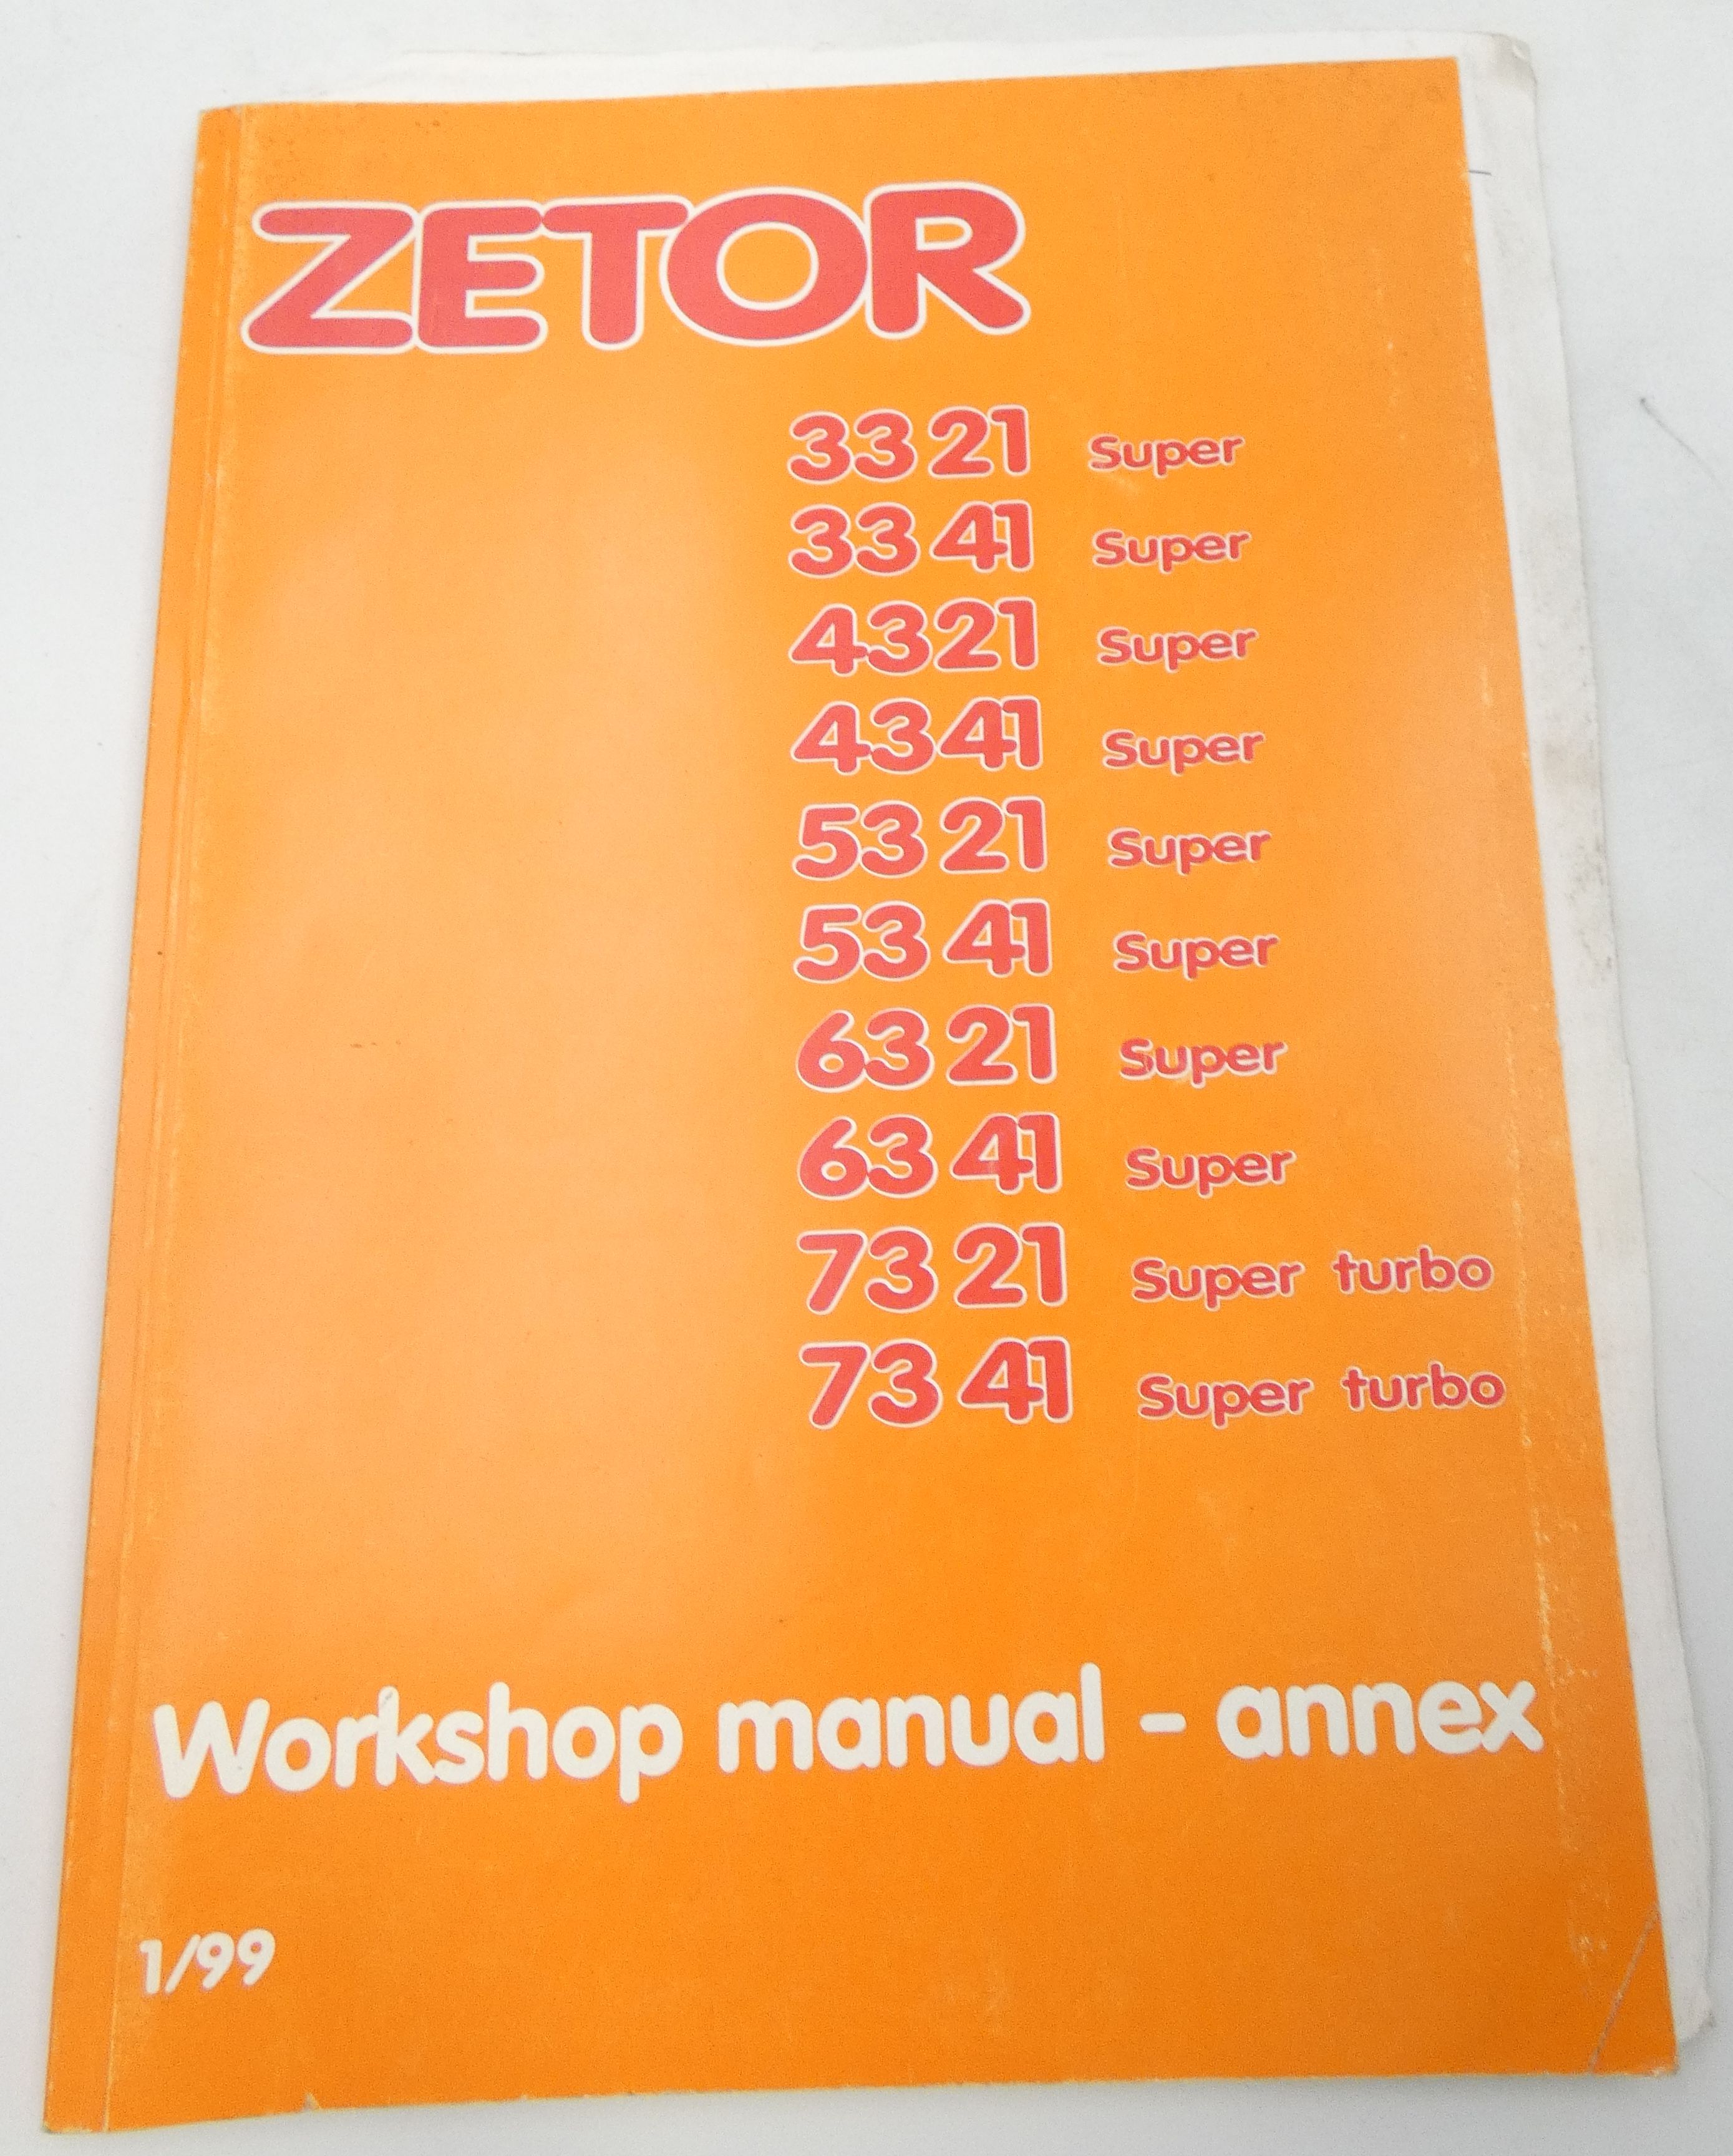 ZETOR
3321 Super
3341 Super
4321 Super
4341 Super
5321 Super
5341 Super
6321 Super
6341 Super
7321 Super turbo
7341 Super turbo
Workshop manual - annex
1/99